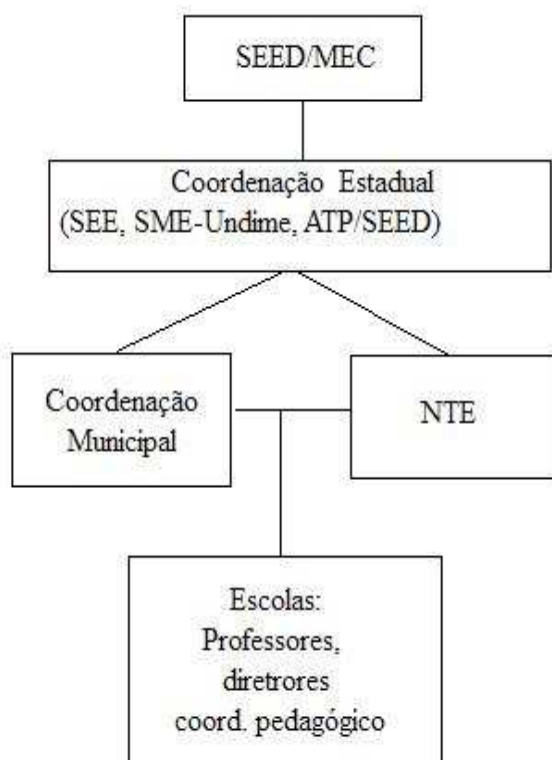 SEED/MEC
Coordenação Estadual
(SEE, SME-Undime, ATP/SEED)
Coordenação
Municipal
NTE
Escolas:
Professores,
diretrores
coord. pedagógico